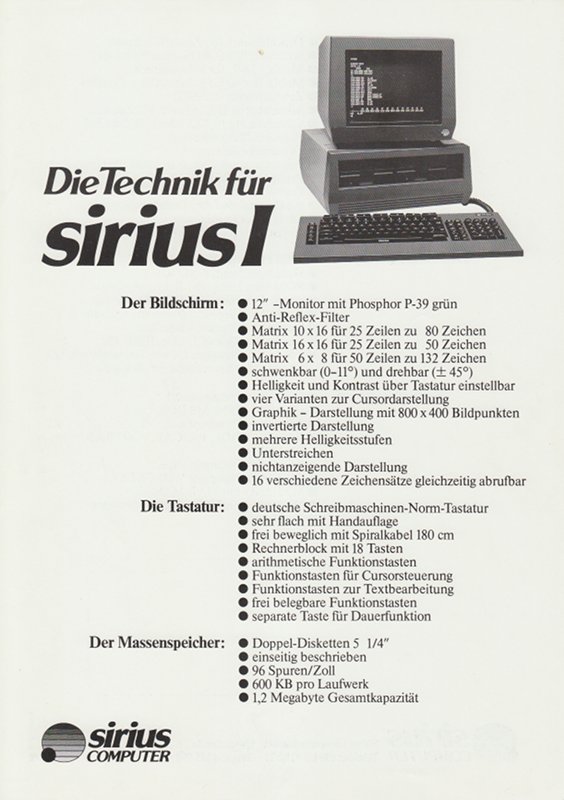 Die Technik für
sirius1
Der Bildschirm:
● 12″ –Monitor mit Phosphor P-39 grün
● Anti-Reflex-Filter
● Matrix 10 x 16 für 25 Zeilen zu 80 Zeichen
● Matrix 16 x 16 für 25 Zeilen zu 50 Zeichen
● Matrix 6 x 8 für 50 Zeilen zu 132 Zeichen
● schwenkbar (0–11°) und drehbar (± 45°)
● Helligkeit und Kontrast über Tastatur einstellbar
● vier Varianten zur Cursordarstellung
● Graphik – Darstellung mit 800 x 400 Bildpunkten
● invertierte Darstellung
● mehrere Helligkeitsstufen
● Unterstreichen
● nichtanzeigende Darstellung
● 16 verschiedene Zeichensätze gleichzeitig abrufbar
Die Tastatur:
● deutsche Schreibmaschinen-Norm-Tastatur
● sehr flach mit Handauflage
● frei beweglich mit Spiralkabel 180 cm
● Rechnerblock mit 18 Tasten
● arithmetische Funktionstasten
● Funktionstasten für Cursorsteuerung
● Funktionstasten zur Textbearbeitung
● frei belegbare Funktionstasten
● separate Taste für Dauerfunktion
Der Massenspeicher:
● Doppel-Disketten 5 1/4″
● einseitig beschrieben
● 96 Spuren/Zoll
● 600 KB pro Laufwerk
● 1,2 Megabyte Gesamtkapazität
sirius
COMPUTER